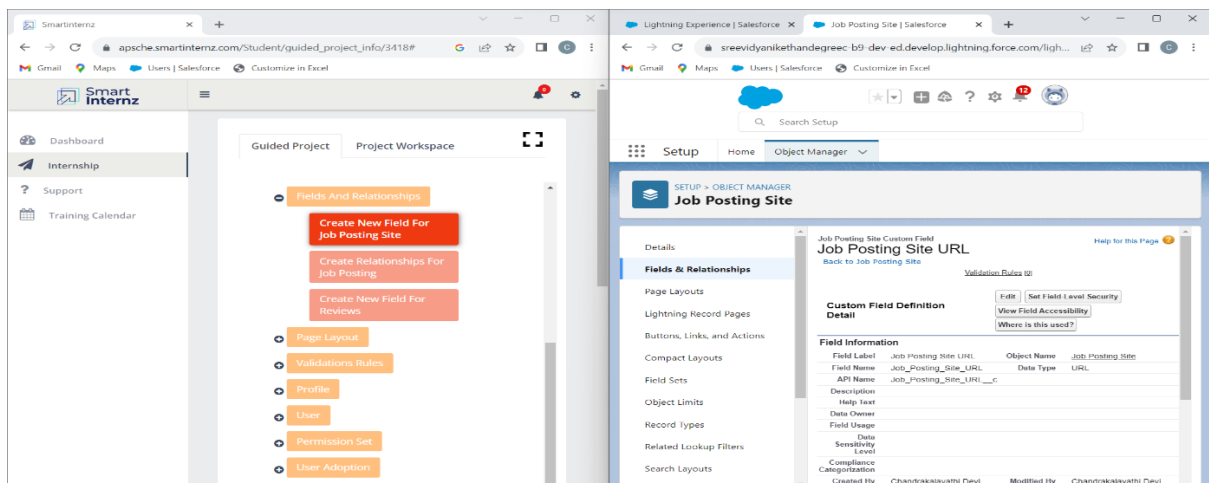 Smartinternz
apsche.smartinternz.com/Student/guided_project_info/3418#
Gmail Maps Users | Salesforce Customize in Excel
Smart
Internz
Dashboard
Internship
Support
Training Calendar
Guided Project Project Workspace
Fields And Relationships
Create New Field For
Job Posting Site
Create Relationships For
Job Posting
Create New Field For
Reviews
Page Layout
Validations Rules
Profile
User
Permission Set
User Adoption
Lightning Experience | Salesforce Job Posting Site | Salesforce
sreevidyanikethandegreec-b9-dev-ed.develop.lightning.force.com/ligh...
Gmail Maps Users | Salesforce Customize in Excel
12
Search Setup
Setup Home Object Manager
SETUP > OBJECT MANAGER
Job Posting Site
Details
Fields & Relationships
Page Layouts
Lightning Record Pages
Buttons, Links, and Actions
Compact Layouts
Field Sets
Object Limits
Record Types
Related Lookup Filters
Search Layouts
Job Posting Site Custom Field
Job Posting Site URL
Help for this Page
Back to Job Posting Site
Validation Rules [0]
Custom Field Definition
Detail
Edit Set Field-Level Security
View Field Accessibility
Where is this used?
Field Information
Field Label Job Posting Site URL Object Name Job Posting Site
Field Name Job_Posting_Site_URL Data Type URL
API Name Job_Posting_Site_URL__c
Description
Help Text
Data Owner
Field Usage
Data
Sensitivity
Level
Compliance
Categorization
Created By Chandrakalavathi Devi Modified By Chandrakalavathi Devi